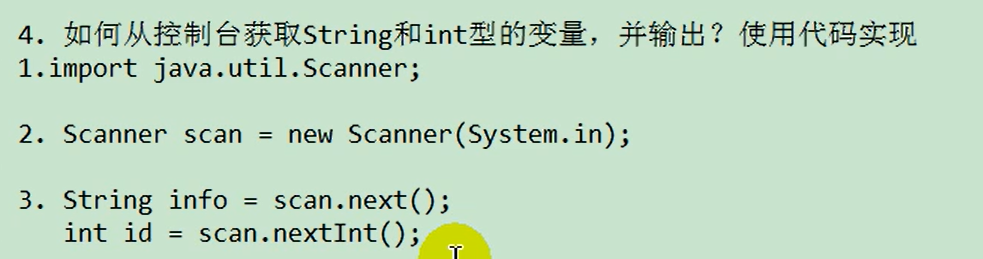 4. 如何从控制台获取String和int型的变量，并输出？使用代码实现
1.import java.util.Scanner;
2. Scanner scan = new Scanner(System.in);
3. String info = scan.next();
int id = scan.nextInt();